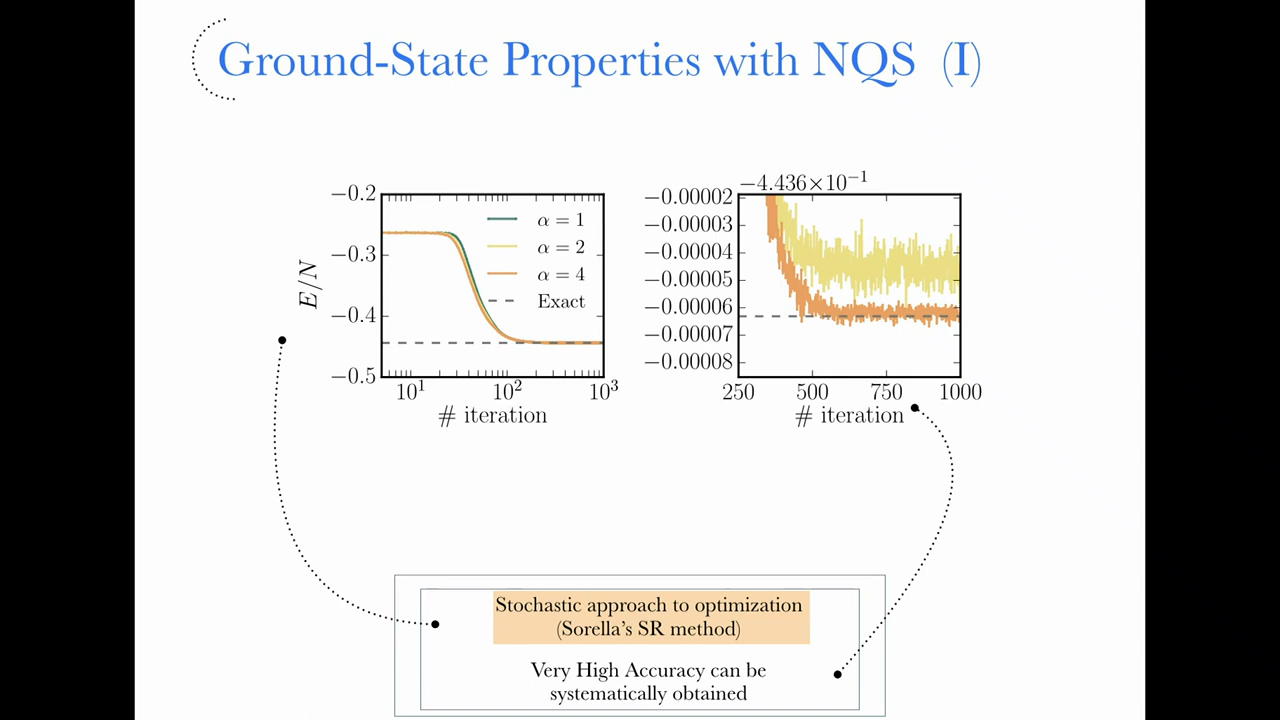 Ground-State Properties with NQS (I)
−0.2
−0.3
−0.4
−0.5
E/N
α = 1
α = 2
α = 4
Exact
10¹ 10² 10³
# iteration
−4.436×10⁻¹
−0.00002
−0.00003
−0.00004
−0.00005
−0.00006
−0.00007
−0.00008
250 500 750 1000
# iteration
Stochastic approach to optimization
(Sorella's SR method)
Very High Accuracy can be
systematically obtained